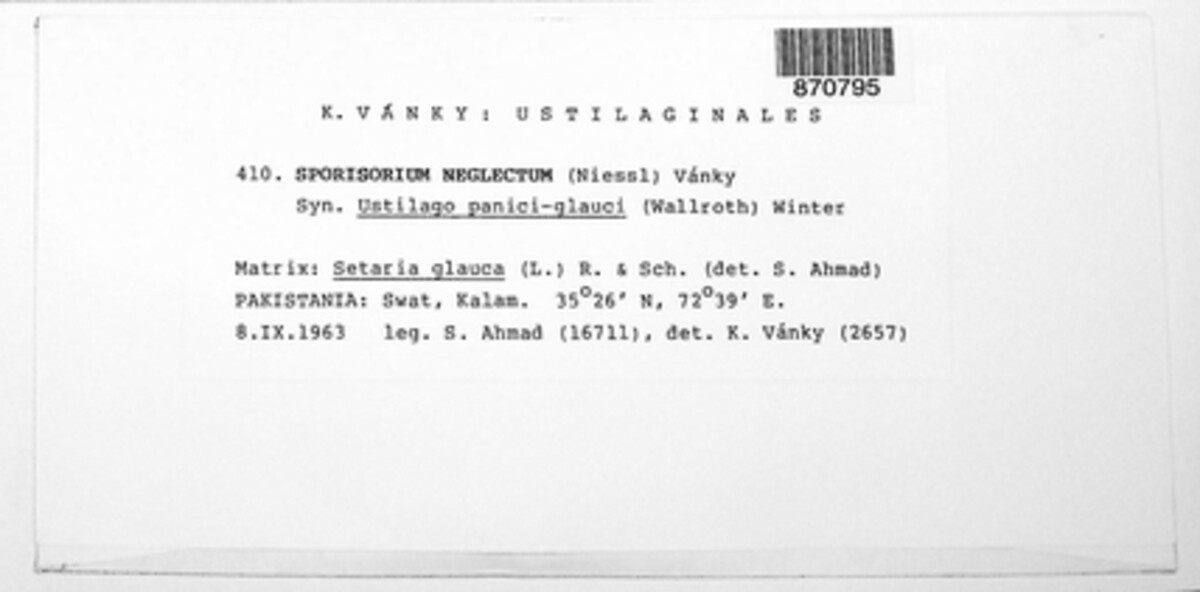 870795
K. VÁNKY: USTILAGINALES
410. SPORISORIUM NEGLECTUM (Niessl) Vánky
Syn. Ustilago panici-glauci (Wallroth) Winter
Matrix: Setaria glauca (L.) R. & Sch. (det. S. Ahmad)
PAKISTANIA: Swat, Kalam. 35°26' N, 72°39' E.
8.IX.1963 leg. S. Ahmad (16711), det. K. Vánky (2657)